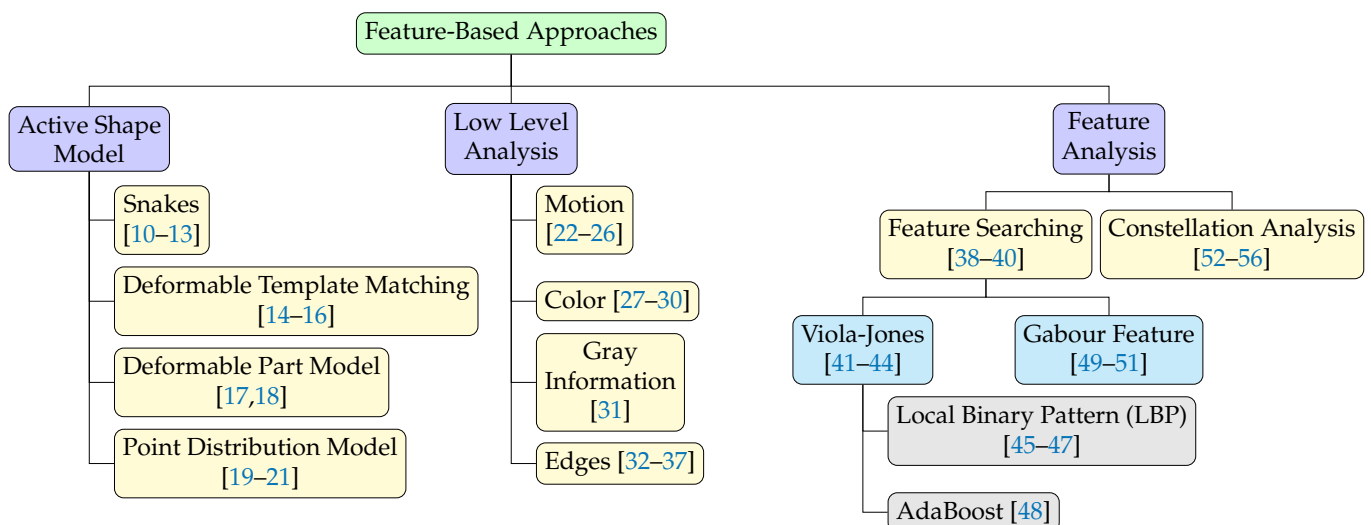 Feature-Based Approaches
Active Shape
Model
Snakes
[10–13]
Deformable Template Matching
[14–16]
Deformable Part Model
[17,18]
Point Distribution Model
[19–21]
Low Level
Analysis
Motion
[22–26]
Color [27–30]
Gray
Information
[31]
Edges [32–37]
Feature
Analysis
Feature Searching
[38–40]
Viola-Jones
[41–44]
Local Binary Pattern (LBP)
[45–47]
AdaBoost [48]
Gabour Feature
[49–51]
Constellation Analysis
[52–56]